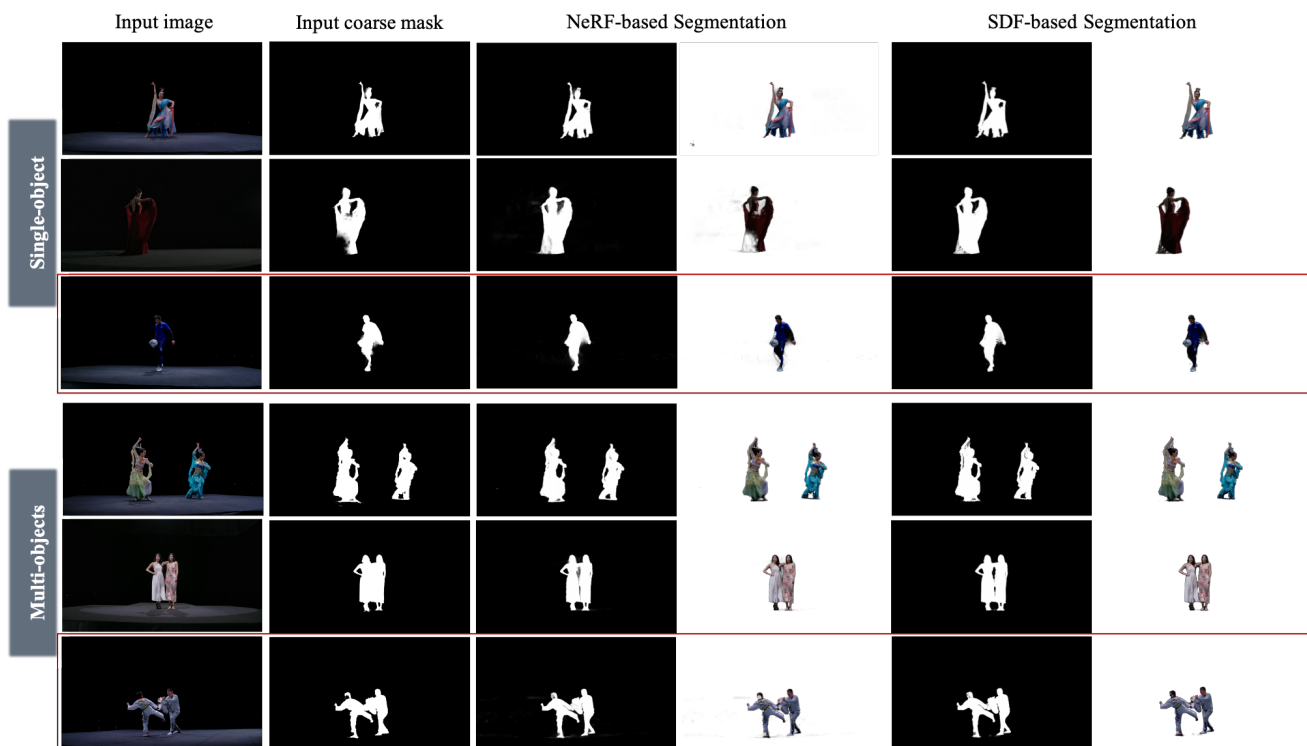 Input image
Input coarse mask
NeRF-based Segmentation
SDF-based Segmentation
Single-object
Multi-objects